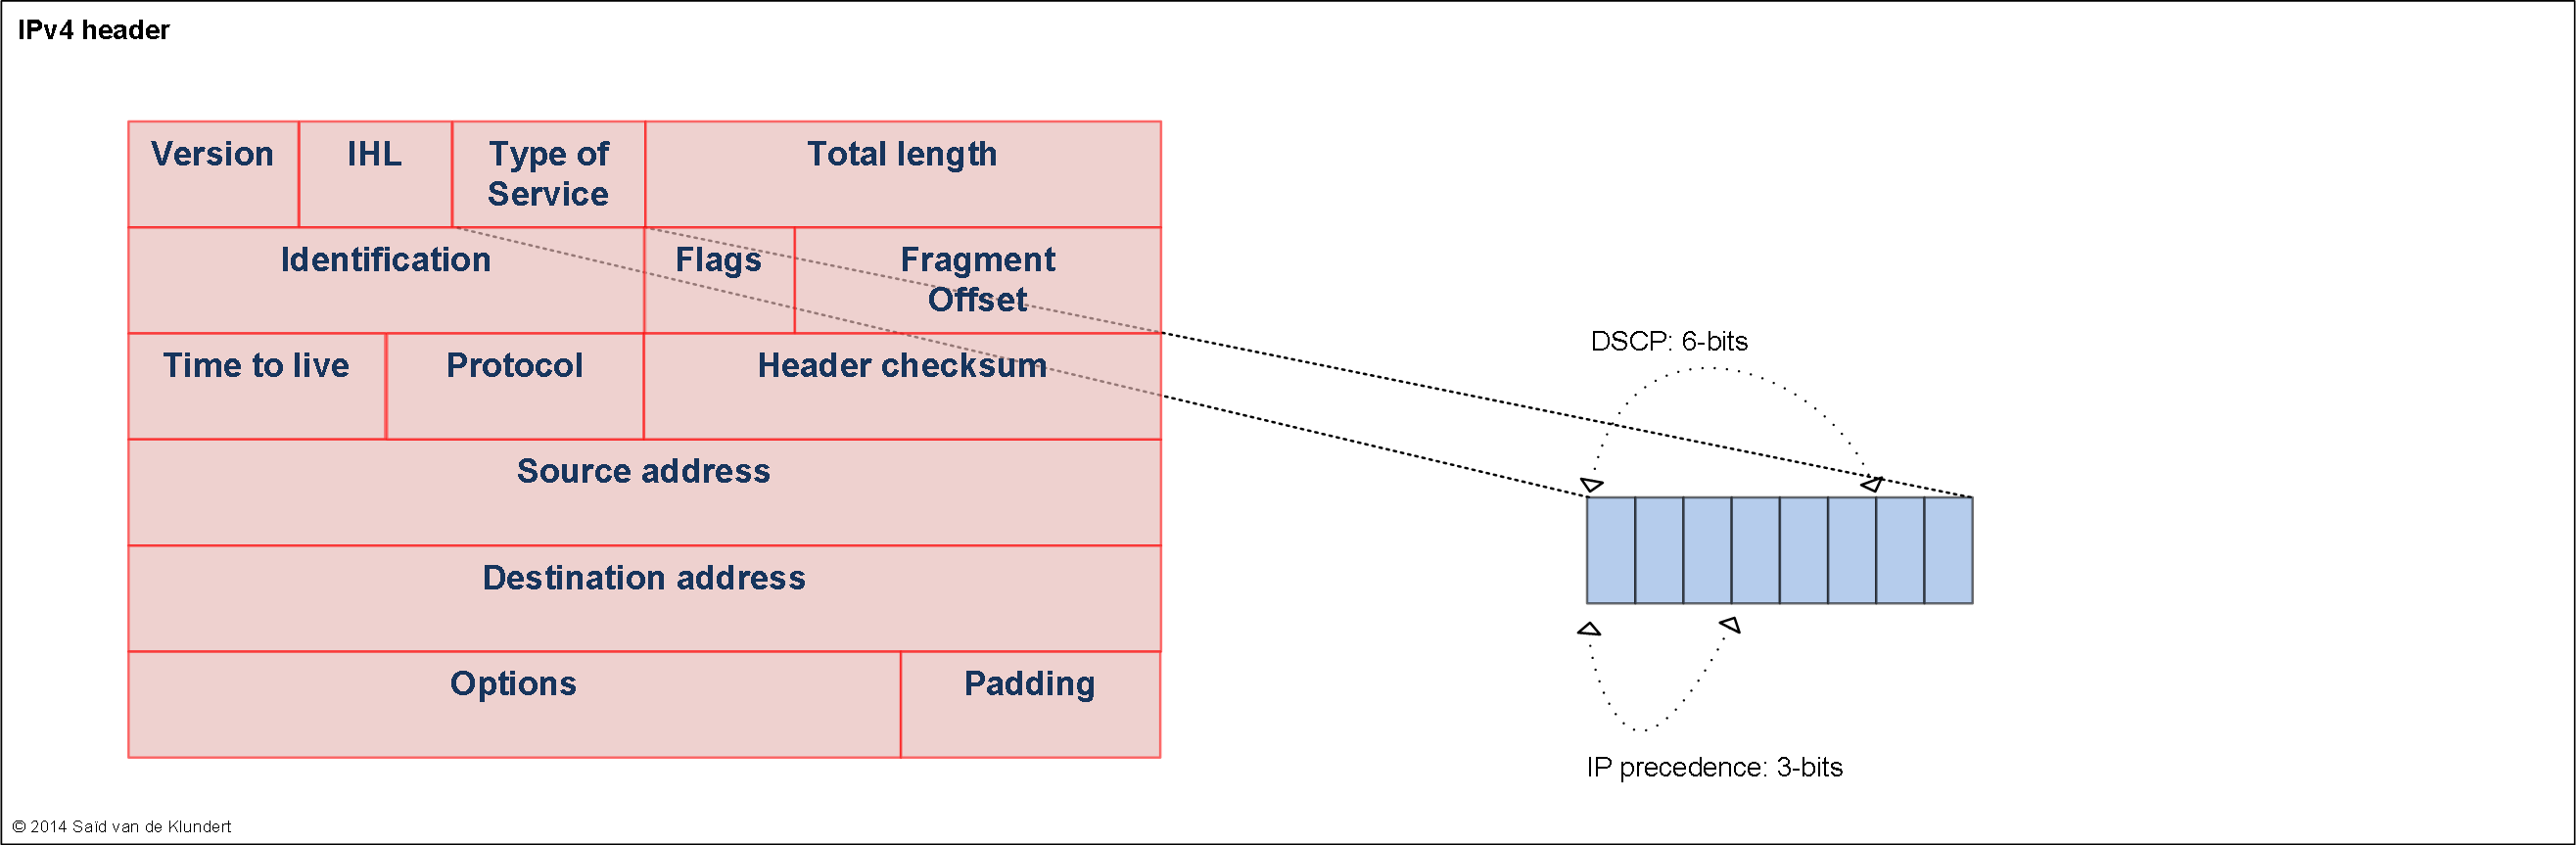 IPv4 header
Version
IHL
Type of
Service
Total length
Identification
Flags
Fragment
Offset
Time to live
Protocol
Header checksum
Source address
Destination address
Options
Padding
DSCP: 6-bits
IP precedence: 3-bits
© 2014 Saïd van de Klundert